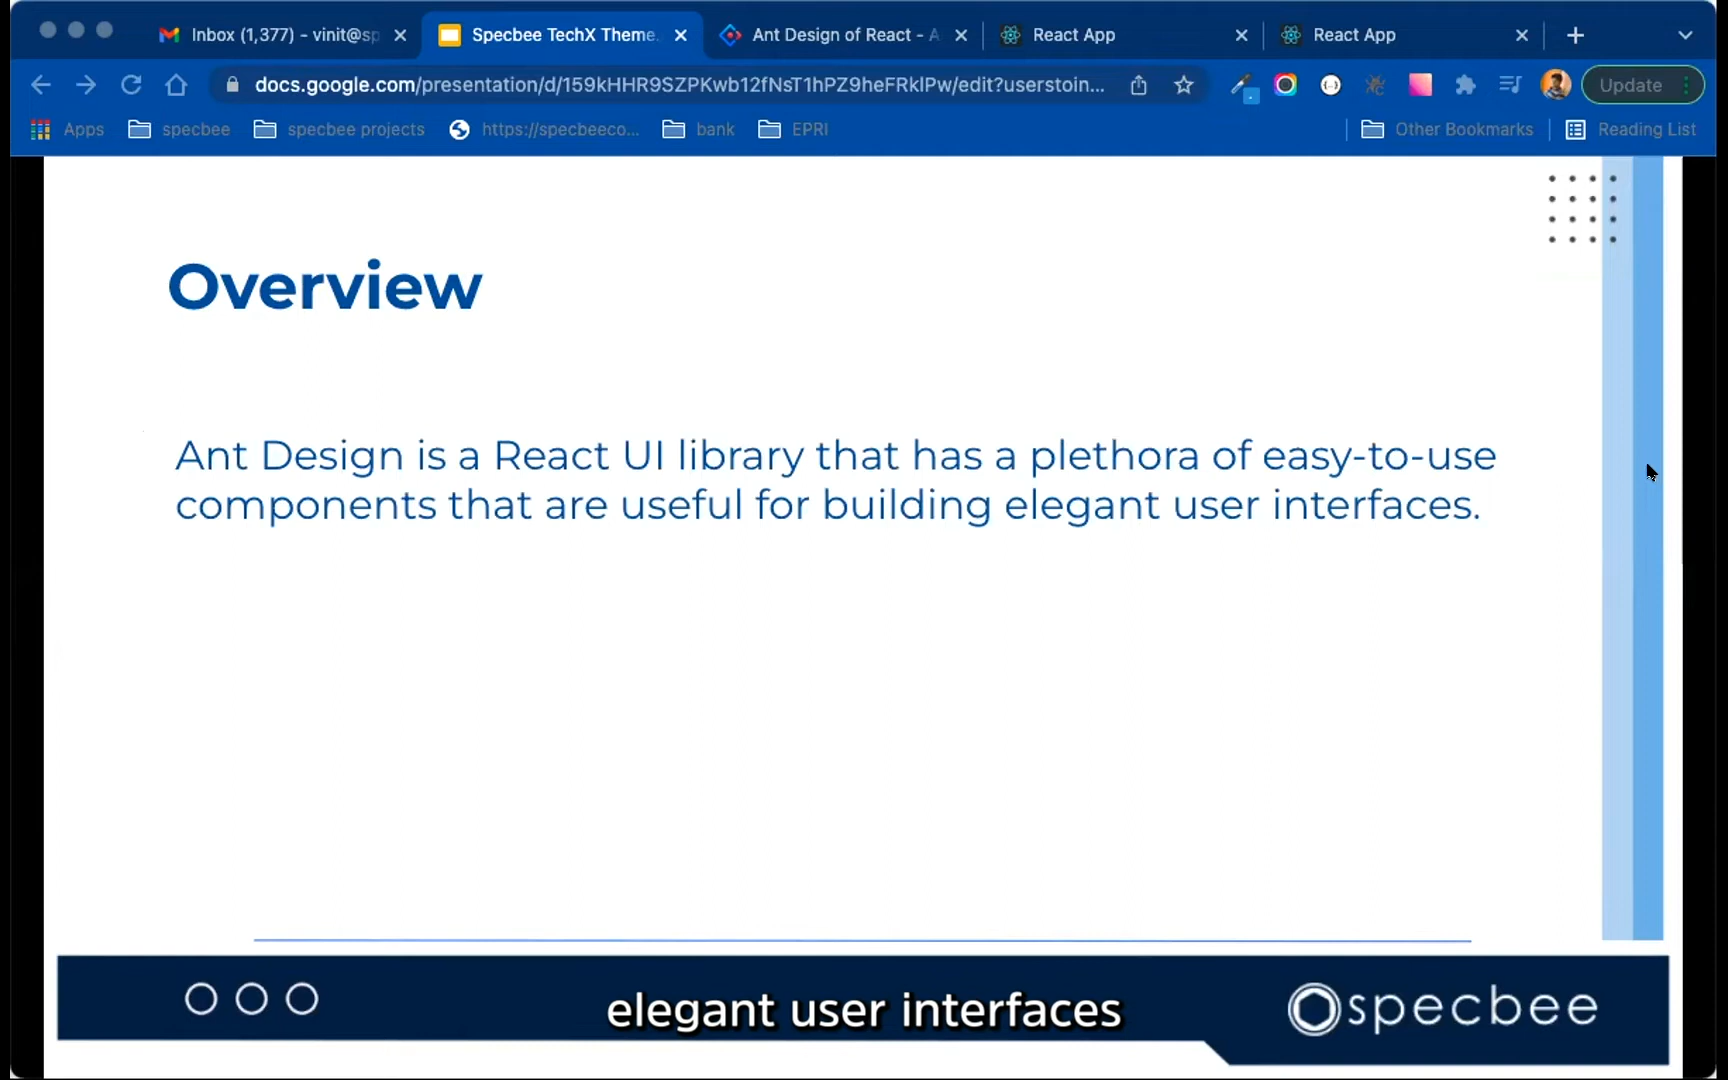 Inbox (1,377) - vinit@sp
Specbee TechX Theme.
Ant Design of React - A
React App
React App
docs.google.com/presentation/d/159kHHR9SZPKwb12fNsT1hPZ9heFRklPw/edit?userstoin...
Update
Apps
specbee
specbee projects
https://specbeeco...
bank
EPRI
Other Bookmarks
Reading List
Overview
Ant Design is a React UI library that has a plethora of easy-to-use
components that are useful for building elegant user interfaces.
elegant user interfaces
specbee